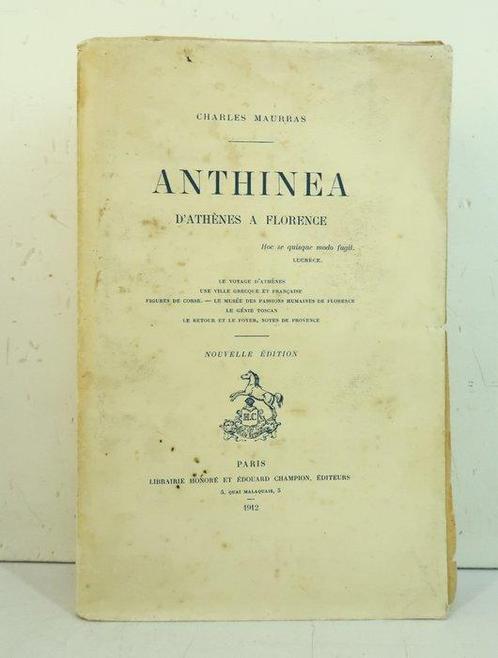 CHARLES MAURRAS
ANTHINEA
D'ATHÈNES A FLORENCE
Hoc se quisque modo fugit.
LUCRÈCE.
LE VOYAGE D'ATHÈNES
UNE VILLE GRECQUE ET FRANÇAISE
FIGURES DE CORSE. — LE MUSÉE DES PASSIONS HUMAINES DE FLORENCE
LE GÉNIE TOSCAN
LE RETOUR ET LE FOYER, NOTES DE PROVENCE
NOUVELLE ÉDITION
H.C
PARIS
LIBRAIRIE HONORÉ ET ÉDOUARD CHAMPION, ÉDITEURS
5, QUAI MALAQUAIS, 5
1912